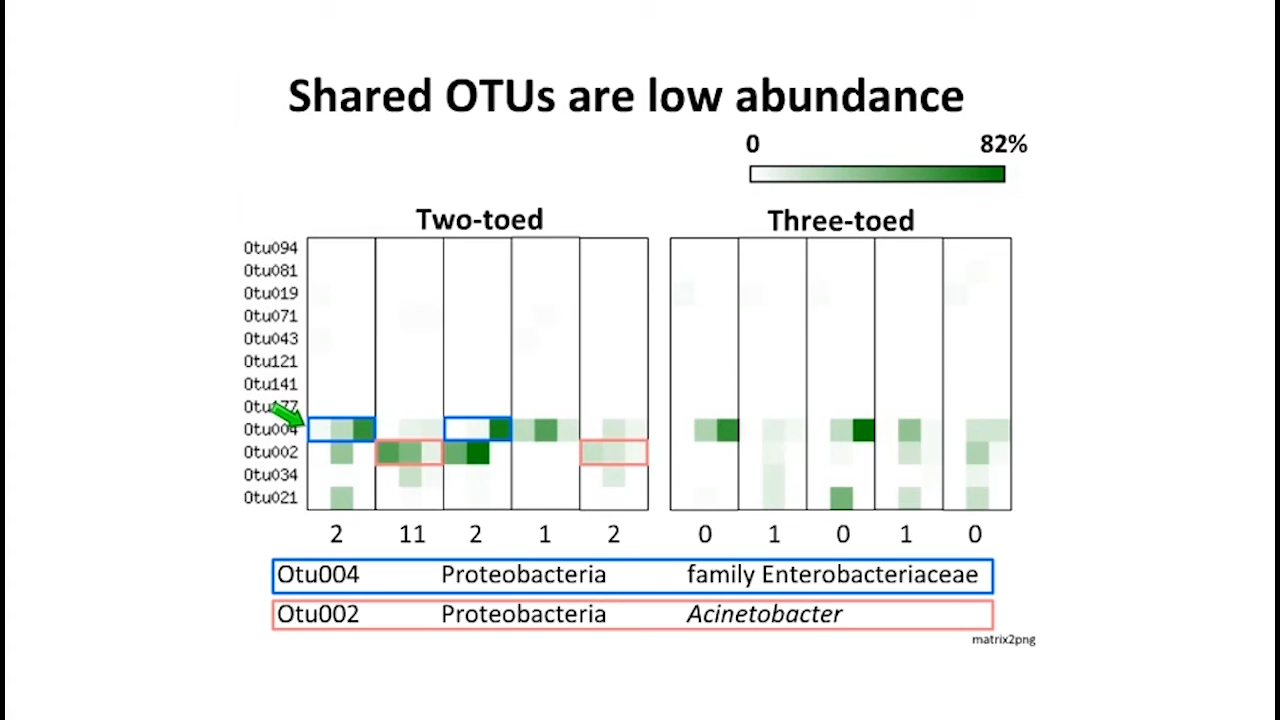 Shared OTUs are low abundance
0 82%
Two-toed Three-toed
Otu094
Otu081
Otu019
Otu071
Otu043
Otu121
Otu141
Otu004
Otu002
Otu034
Otu021
2 11 2 1 2 0 1 0 1 0
Otu004 Proteobacteria family Enterobacteriaceae
Otu002 Proteobacteria Acinetobacter
matrix2png